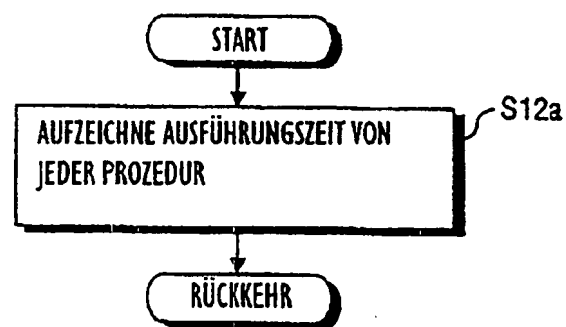 START
AUFZEICHNE AUSFÜHRUNGSZEIT VON
JEDER PROZEDUR
S12a
RÜCKKEHR